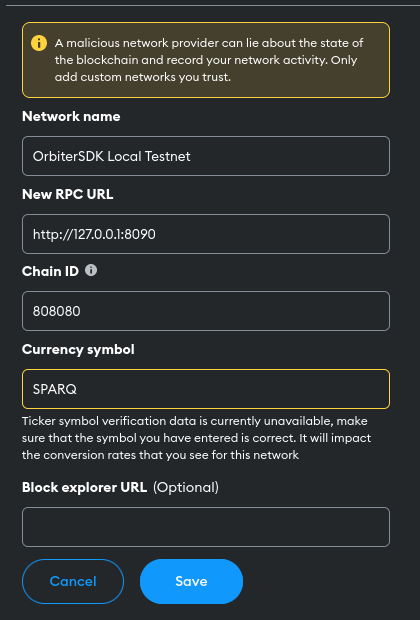 A malicious network provider can lie about the state of
the blockchain and record your network activity. Only
add custom networks you trust.
Network name
OrbiterSDK Local Testnet
New RPC URL
http://127.0.0.1:8090
Chain ID
808080
Currency symbol
SPARQ
Ticker symbol verification data is currently unavailable, make
sure that the symbol you have entered is correct. It will impact
the conversion rates that you see for this network
Block explorer URL (Optional)
Cancel Save